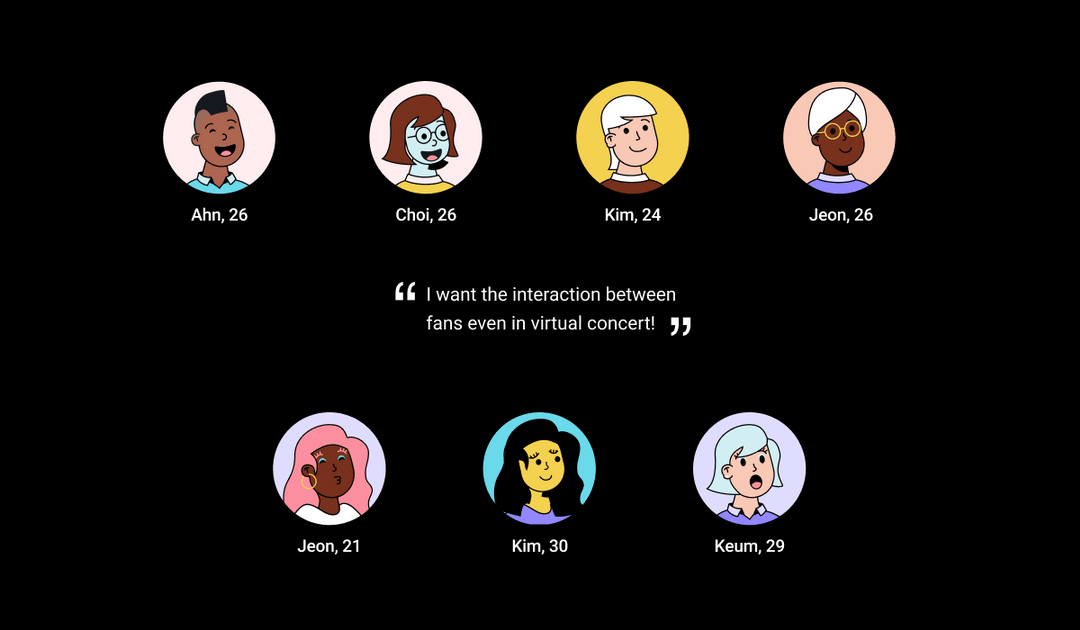 Ahn, 26
Choi, 26
Kim, 24
Jeon, 26
“ I want the interaction between
fans even in virtual concert! ”
Jeon, 21
Kim, 30
Keum, 29